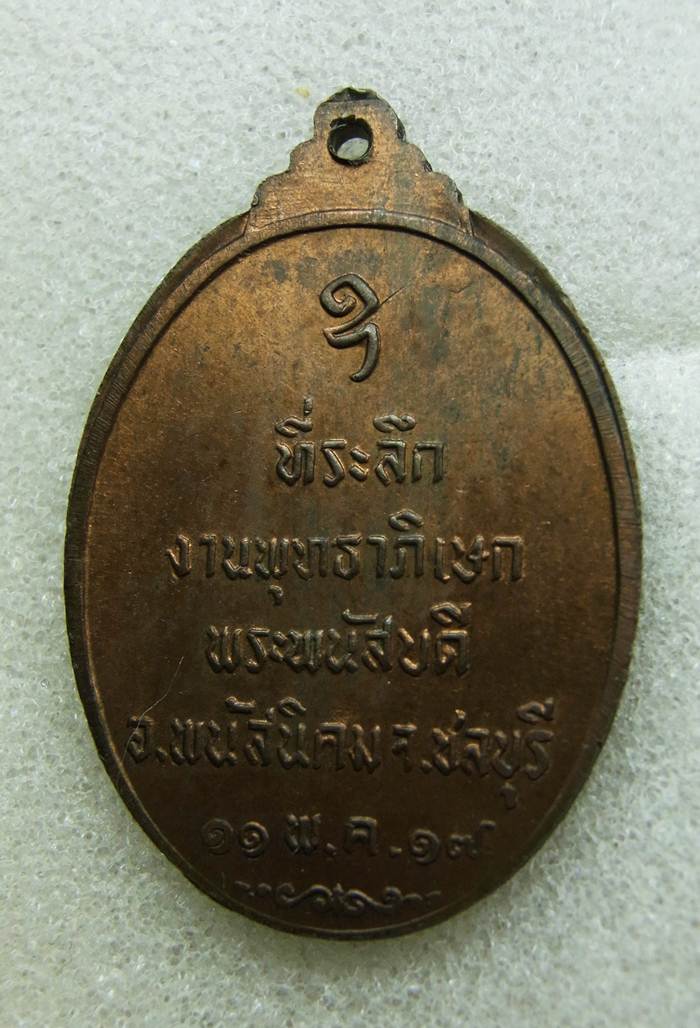 ที่ระลึก
งานพุทธาภิเษก
พระพนัสบดี
อ.พนัสนิคม จ.ชลบุรี
๑๑ พ.ค. ๑๗